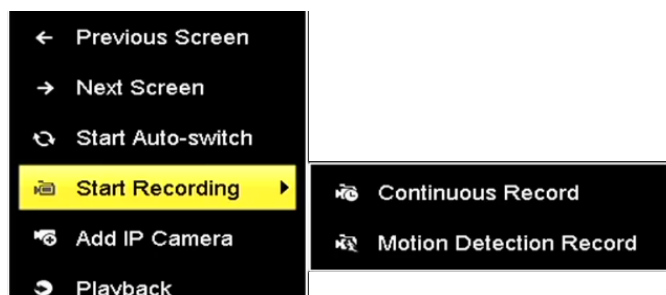 Previous Screen
Next Screen
Start Auto-switch
Start Recording
Continuous Record
Motion Detection Record
Add IP Camera
Playback